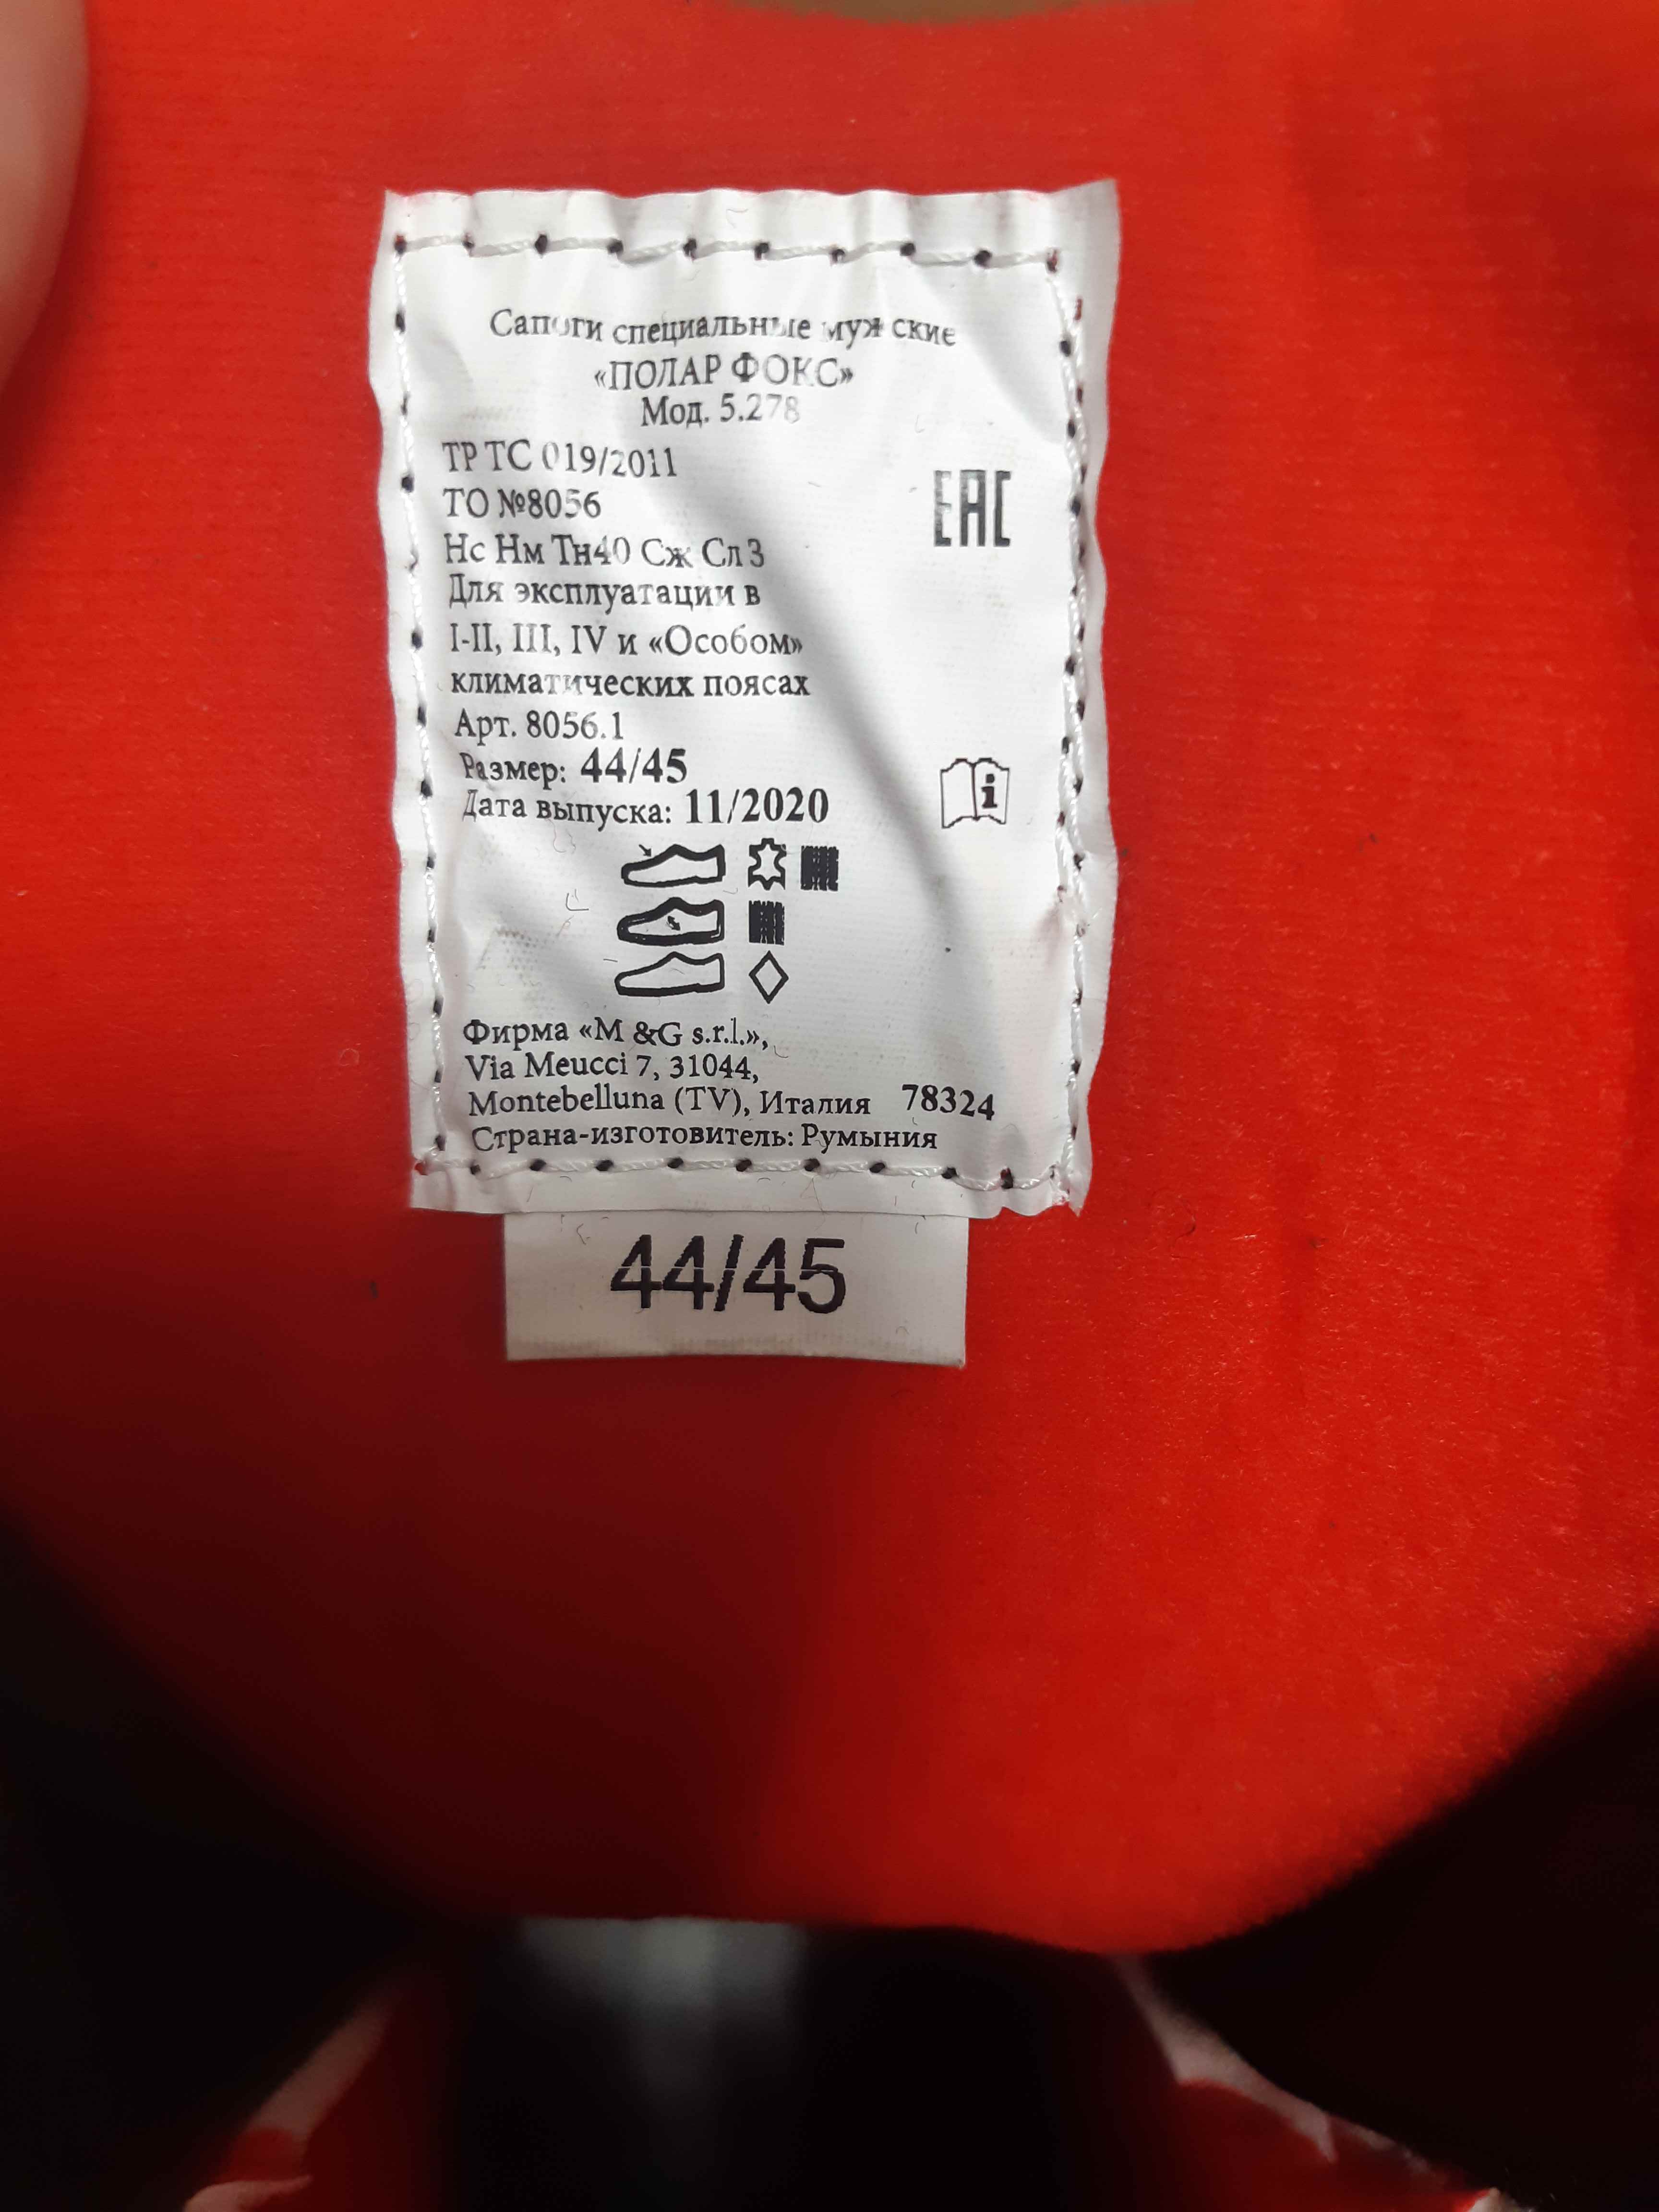 Сапоги специальные мужские
«ПОЛАР ФОКС»
Мод. 5.278
ТР ТС 019/2011
ТО №8056
EAC
Нс Нм Тн40 Сж Сл 3
Для эксплуатации в
I-II, III, IV и «Особом»
климатических поясах
Арт. 8056.1
Размер: 44/45
Дата выпуска: 11/2020
Фирма «M &G s.r.l.»,
Via Meucci 7, 31044,
Montebelluna (TV), Италия 78324
Страна-изготовитель: Румыния
44/45